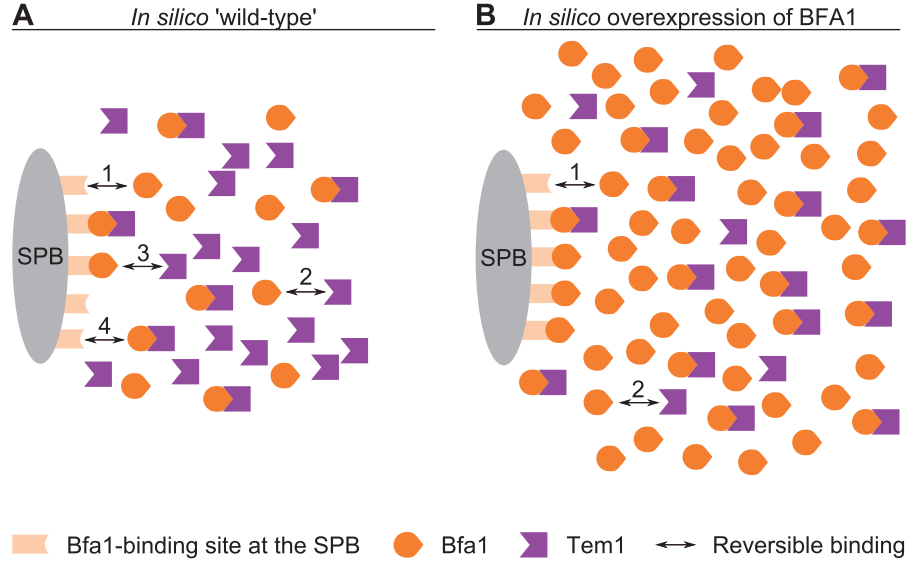 A In silico 'wild-type'
B In silico overexpression of BFA1
1
3
2
4
SPB
1
2
SPB
Bfa1-binding site at the SPB
Bfa1
Tem1
Reversible binding